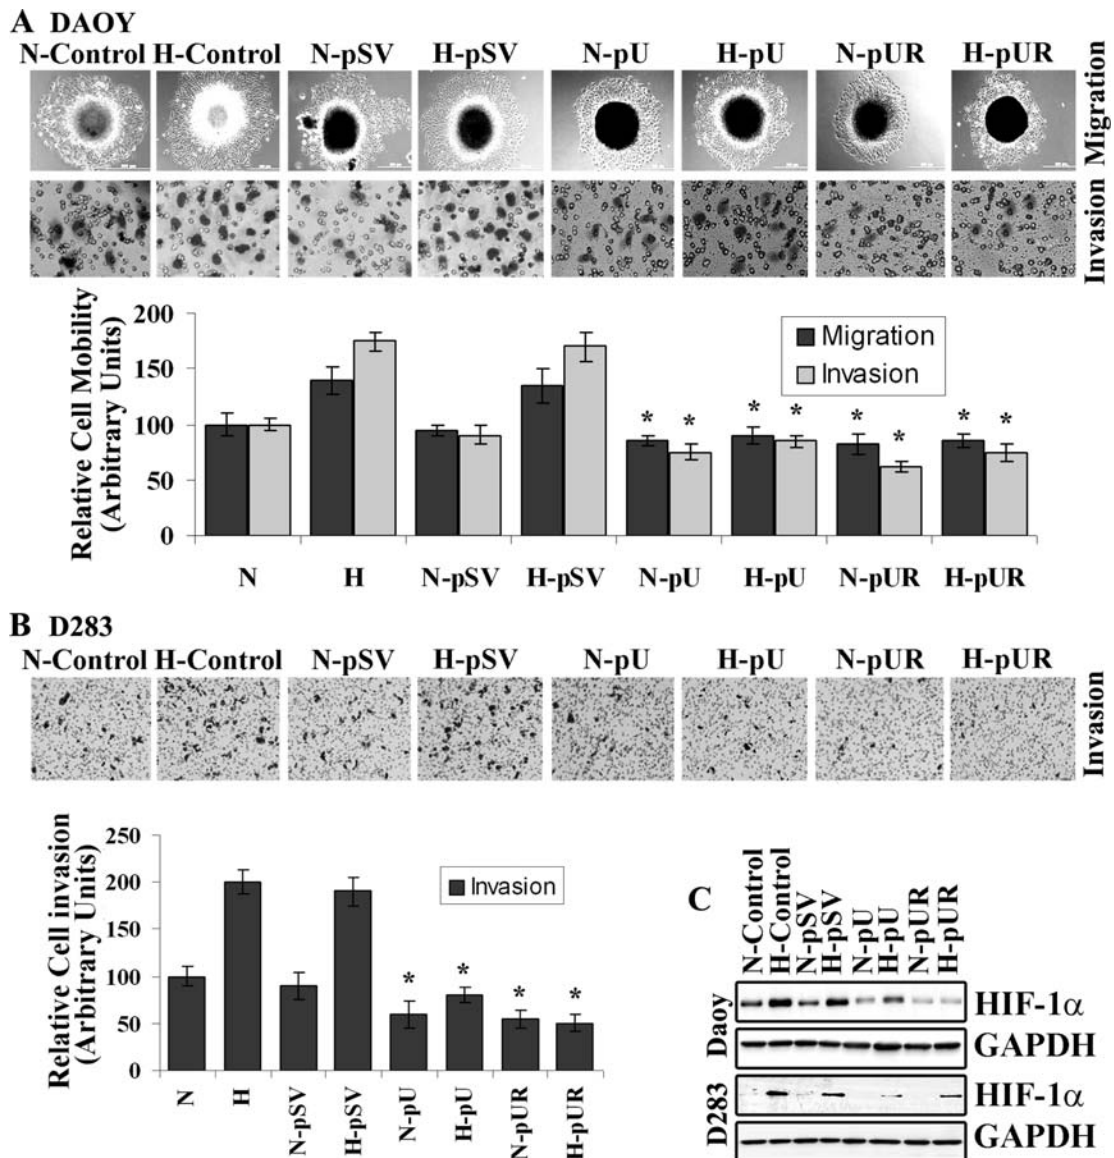 A DAOY
N-Control H-Control N-pSV H-pSV N-pU H-pU N-pUR H-pUR
Migration
Invasion
Relative Cell Mobility
(Arbitrary Units)
200
150
100
50
0
Migration
Invasion
* * * * * * * *
N H N-pSV H-pSV N-pU H-pU N-pUR H-pUR
B D283
N-Control H-Control N-pSV H-pSV N-pU H-pU N-pUR H-pUR
Invasion
Relative Cell invasion
(Arbitrary Units)
250
200
150
100
50
0
Invasion
* * * *
N H N-pSV H-pSV N-pU H-pU N-pUR H-pUR
C
N-Control H-Control N-pSV H-pSV N-pU H-pU N-pUR H-pUR
Daoy
HIF-1α
GAPDH
D283
HIF-1α
GAPDH